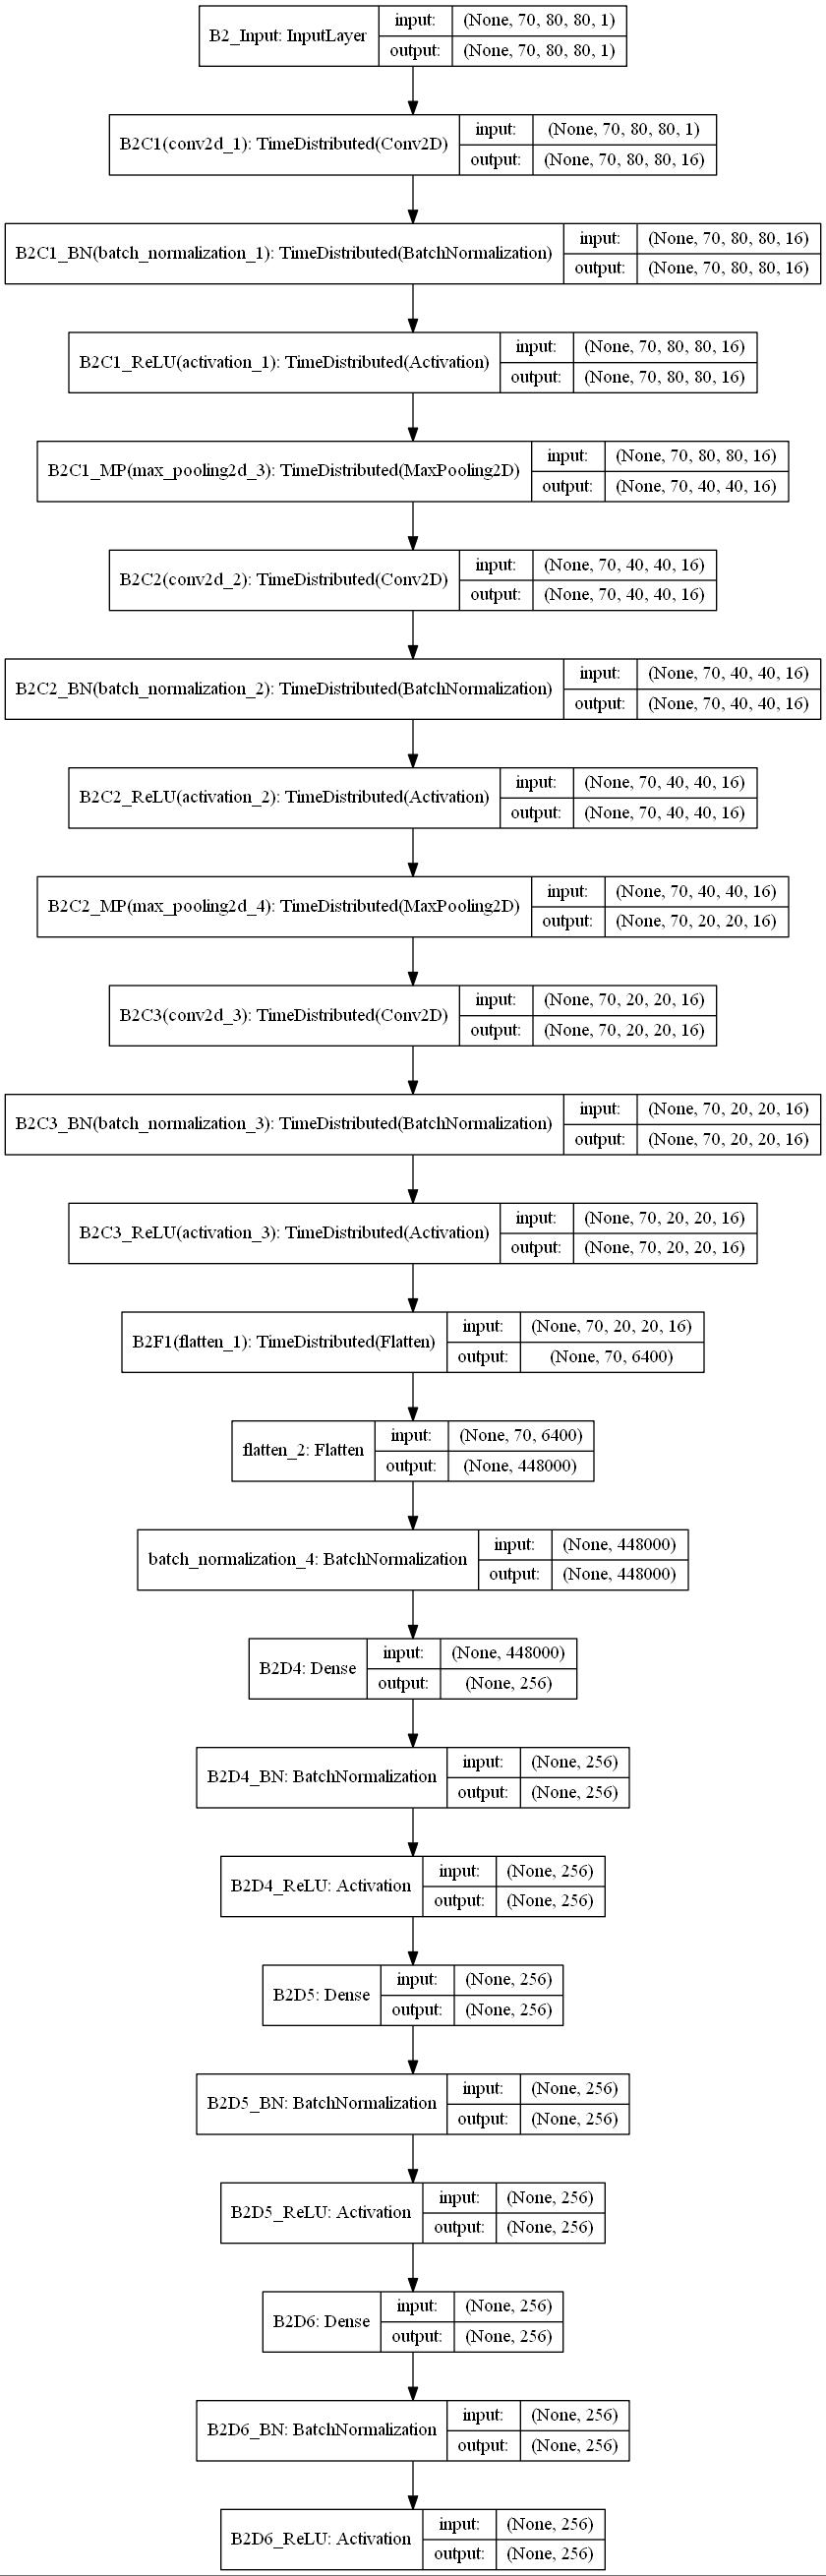 B2_Input: InputLayer
input: (None, 70, 80, 80, 1)
output: (None, 70, 80, 80, 1)
B2C1(conv2d_1): TimeDistributed(Conv2D)
input: (None, 70, 80, 80, 1)
output: (None, 70, 80, 80, 16)
B2C1_BN(batch_normalization_1): TimeDistributed(BatchNormalization)
input: (None, 70, 80, 80, 16)
output: (None, 70, 80, 80, 16)
B2C1_ReLU(activation_1): TimeDistributed(Activation)
input: (None, 70, 80, 80, 16)
output: (None, 70, 80, 80, 16)
B2C1_MP(max_pooling2d_3): TimeDistributed(MaxPooling2D)
input: (None, 70, 80, 80, 16)
output: (None, 70, 40, 40, 16)
B2C2(conv2d_2): TimeDistributed(Conv2D)
input: (None, 70, 40, 40, 16)
output: (None, 70, 40, 40, 16)
B2C2_BN(batch_normalization_2): TimeDistributed(BatchNormalization)
input: (None, 70, 40, 40, 16)
output: (None, 70, 40, 40, 16)
B2C2_ReLU(activation_2): TimeDistributed(Activation)
input: (None, 70, 40, 40, 16)
output: (None, 70, 40, 40, 16)
B2C2_MP(max_pooling2d_4): TimeDistributed(MaxPooling2D)
input: (None, 70, 40, 40, 16)
output: (None, 70, 20, 20, 16)
B2C3(conv2d_3): TimeDistributed(Conv2D)
input: (None, 70, 20, 20, 16)
output: (None, 70, 20, 20, 16)
B2C3_BN(batch_normalization_3): TimeDistributed(BatchNormalization)
input: (None, 70, 20, 20, 16)
output: (None, 70, 20, 20, 16)
B2C3_ReLU(activation_3): TimeDistributed(Activation)
input: (None, 70, 20, 20, 16)
output: (None, 70, 20, 20, 16)
B2F1(flatten_1): TimeDistributed(Flatten)
input: (None, 70, 20, 20, 16)
output: (None, 70, 6400)
flatten_2: Flatten
input: (None, 70, 6400)
output: (None, 448000)
batch_normalization_4: BatchNormalization
input: (None, 448000)
output: (None, 448000)
B2D4: Dense
input: (None, 448000)
output: (None, 256)
B2D4_BN: BatchNormalization
input: (None, 256)
output: (None, 256)
B2D4_ReLU: Activation
input: (None, 256)
output: (None, 256)
B2D5: Dense
input: (None, 256)
output: (None, 256)
B2D5_BN: BatchNormalization
input: (None, 256)
output: (None, 256)
B2D5_ReLU: Activation
input: (None, 256)
output: (None, 256)
B2D6: Dense
input: (None, 256)
output: (None, 256)
B2D6_BN: BatchNormalization
input: (None, 256)
output: (None, 256)
B2D6_ReLU: Activation
input: (None, 256)
output: (None, 256)